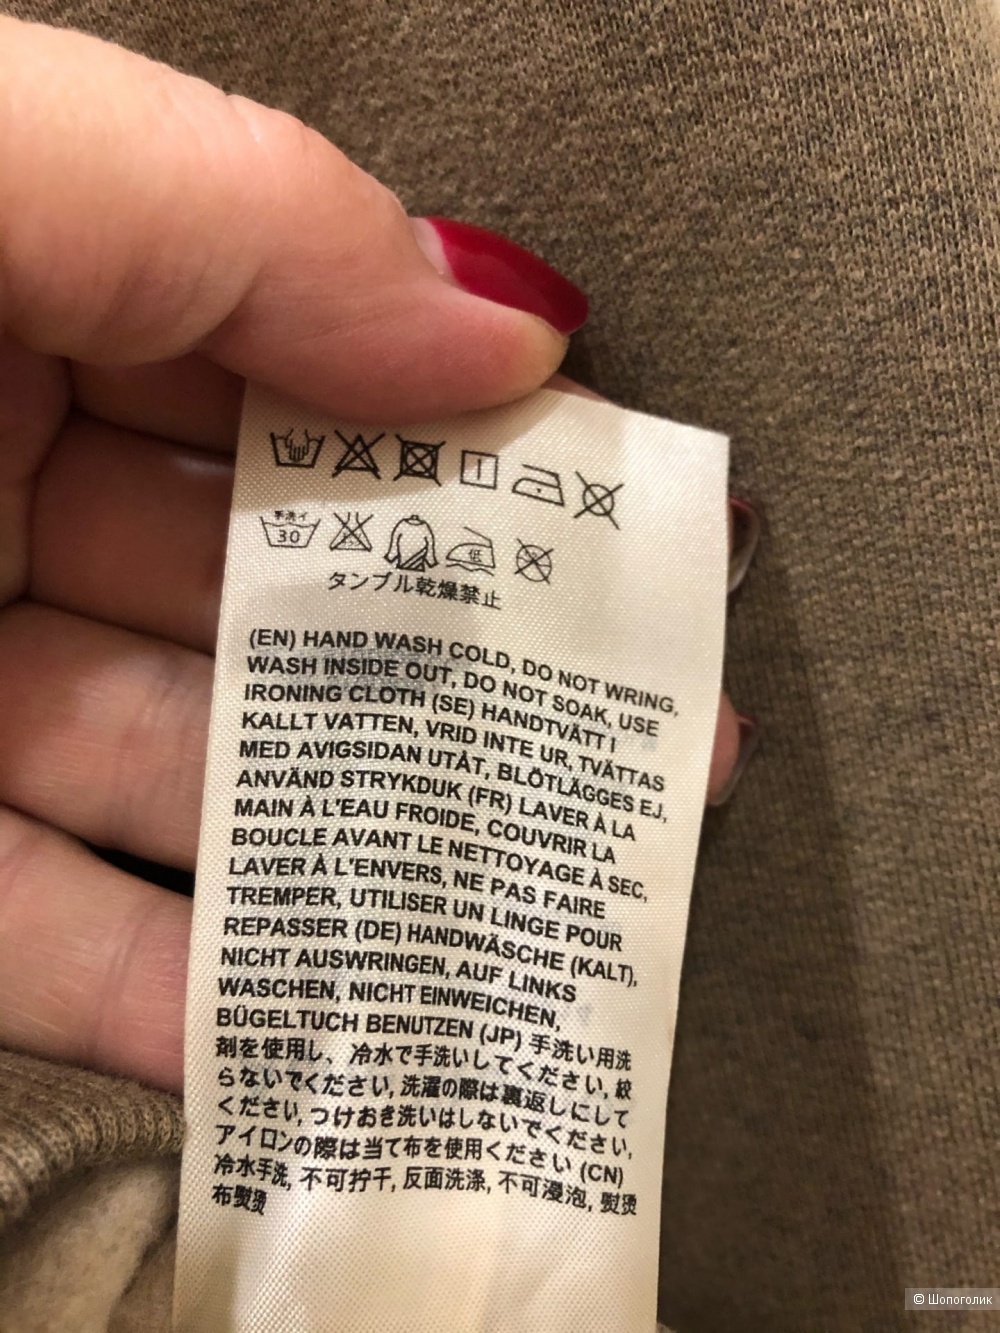 手洗イ
30
低
タンブル乾燥禁止
(EN) HAND WASH COLD, DO NOT WRING,
WASH INSIDE OUT, DO NOT SOAK, USE
IRONING CLOTH (SE) HANDTVÄTT I
KALLT VATTEN, VRID INTE UR, TVÄTTAS
MED AVIGSIDAN UTÅT, BLÖTLÄGGES EJ,
ANVÄND STRYKDUK (FR) LAVER À LA
MAIN À L'EAU FROIDE, COUVRIR LA
BOUCLE AVANT LE NETTOYAGE À SEC,
LAVER À L'ENVERS, NE PAS FAIRE
TREMPER, UTILISER UN LINGE POUR
REPASSER (DE) HANDWÄSCHE (KALT),
NICHT AUSWRINGEN, AUF LINKS
WASCHEN, NICHT EINWEICHEN,
BÜGELTUCH BENUTZEN (JP) 手洗い用洗
剤を使用し、冷水で手洗いしてください, 絞
らないでください, 洗濯の際は裏返しにして
ください, つけおき洗いはしないでください,
アイロンの際は当て布を使用ください (CN)
冷水手洗, 不可拧干, 反面洗涤, 不可浸泡, 熨烫
布熨烫
© Шопоголик